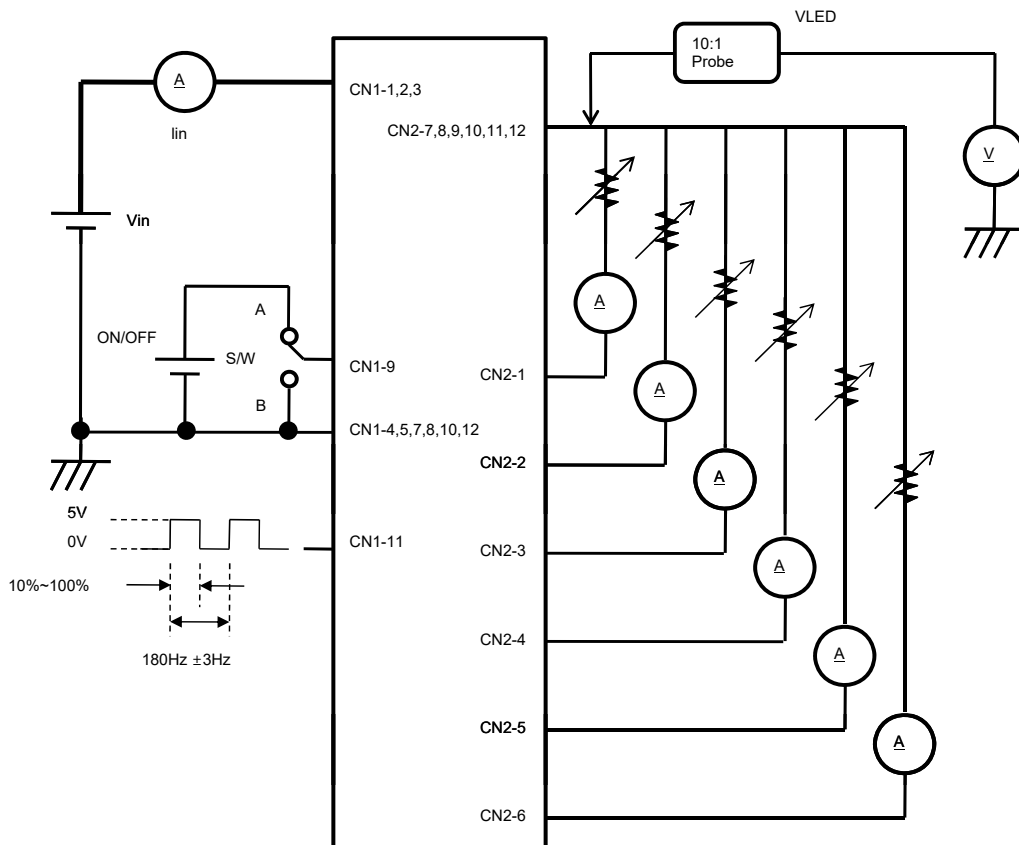 VLED
10:1
Probe
A
CN1-1,2,3
Iin
CN2-7,8,9,10,11,12
V
Vin
A
A
ON/OFF
S/W
CN1-9
CN2-1
A
B
CN1-4,5,7,8,10,12
CN2-2
A
5V
0V
CN1-11
CN2-3
A
10%~100%
CN2-4
180Hz ±3Hz
A
CN2-5
A
CN2-6